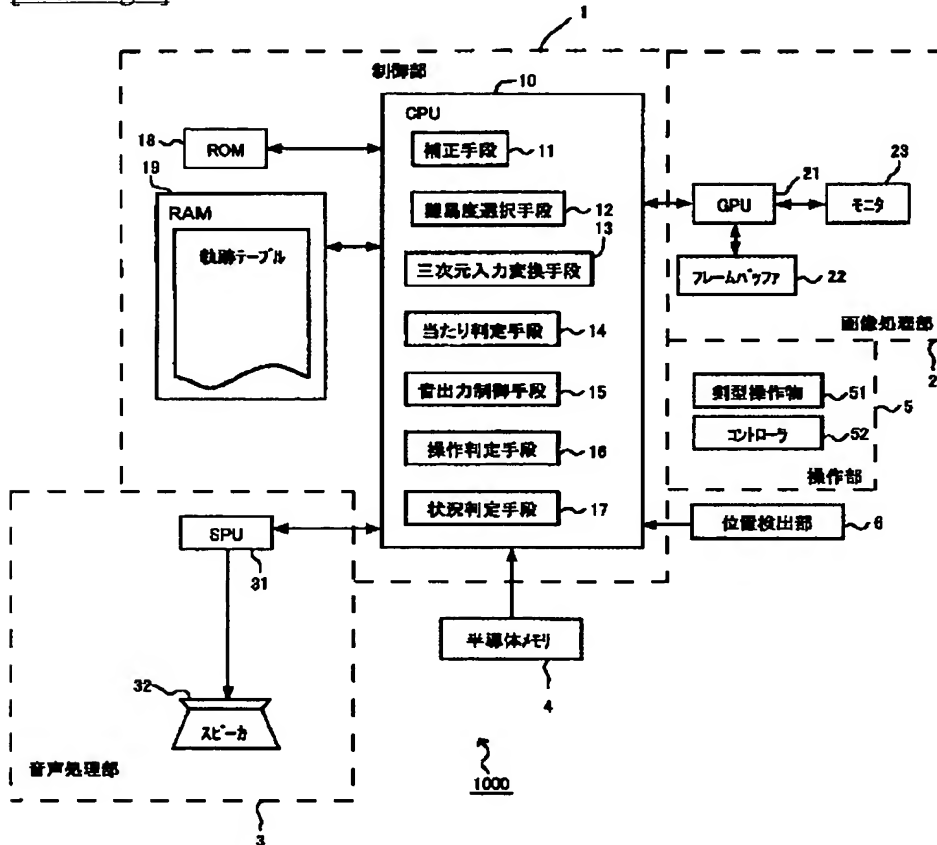 1
制御部
10
CPU
18
ROM
補正手段
11
19
RAM
軌跡テーブル
難易度選択手段
12
13
三次元入力変換手段
当たり判定手段
14
音出力制御手段
15
操作判定手段
16
状況判定手段
17
21
GPU
23
モニタ
フレームバッファ
22
画像処理部
2
剣型操作物
51
コントローラ
52
5
操作部
位置検出部
6
SPU
31
半導体メモリ
4
32
スピーカ
音声処理部
3
1000